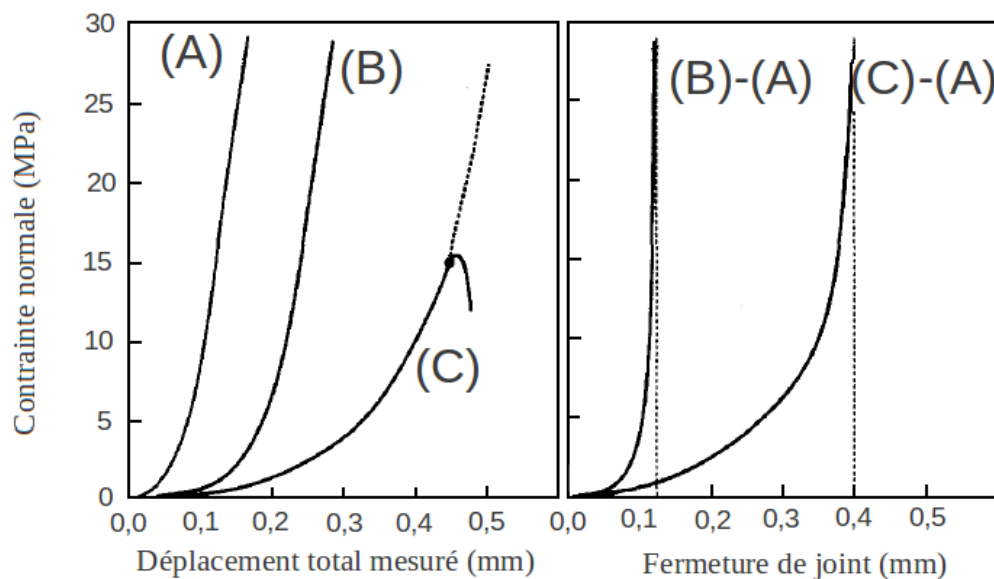 Contrainte normale (MPa)
30
25
20
15
10
5
0
(A)
(B)
(C)
0,0 0,1 0,2 0,3 0,4 0,5
Déplacement total mesuré (mm)
(B)-(A) (C)-(A)
0,0 0,1 0,2 0,3 0,4 0,5
Fermeture de joint (mm)